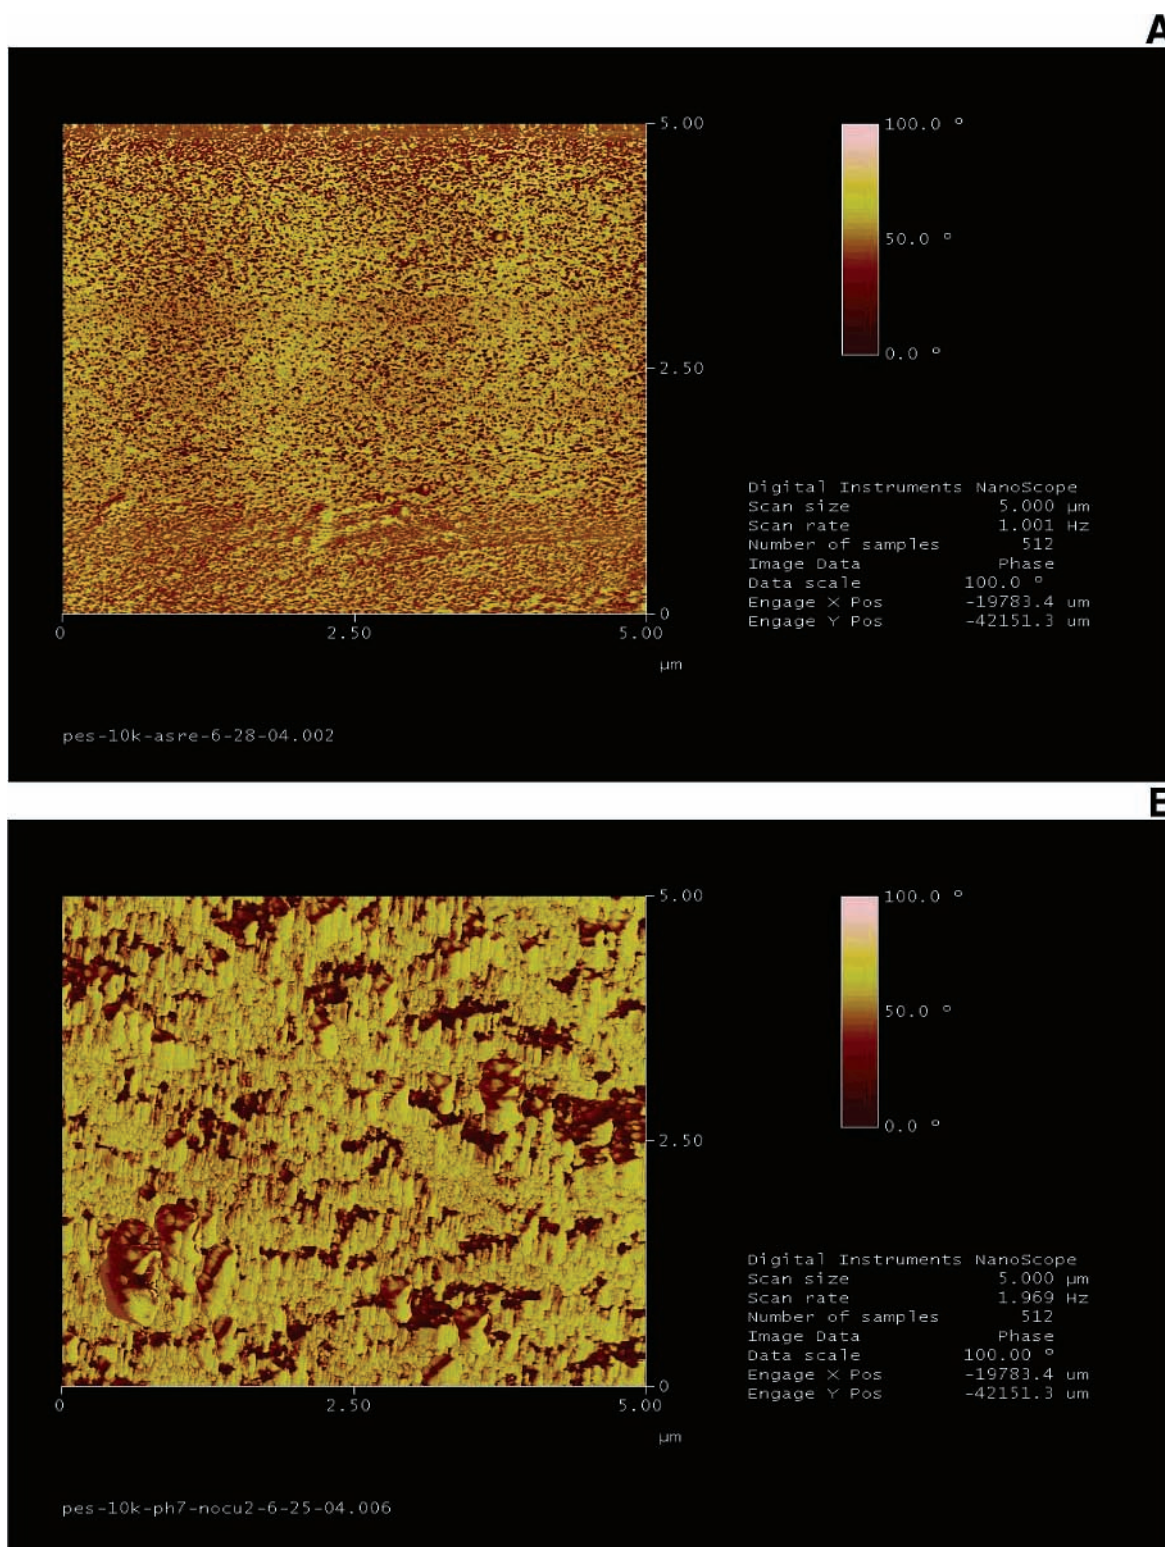 A
5.00
100.0 °
50.0 °
0.0 °
2.50
Digital Instruments NanoScope
Scan size 5.000 µm
Scan rate 1.001 Hz
Number of samples 512
Image Data Phase
Data scale 100.0 °
Engage X Pos -19783.4 um
Engage Y Pos -42151.3 um
0
0 2.50 5.00
µm
pes-10k-asre-6-28-04.002
B
5.00
100.0 °
50.0 °
0.0 °
2.50
Digital Instruments NanoScope
Scan size 5.000 µm
Scan rate 1.969 Hz
Number of samples 512
Image Data Phase
Data scale 100.00 °
Engage X Pos -19783.4 um
Engage Y Pos -42151.3 um
0
0 2.50 5.00
µm
pes-10k-ph7-nocu2-6-25-04.006